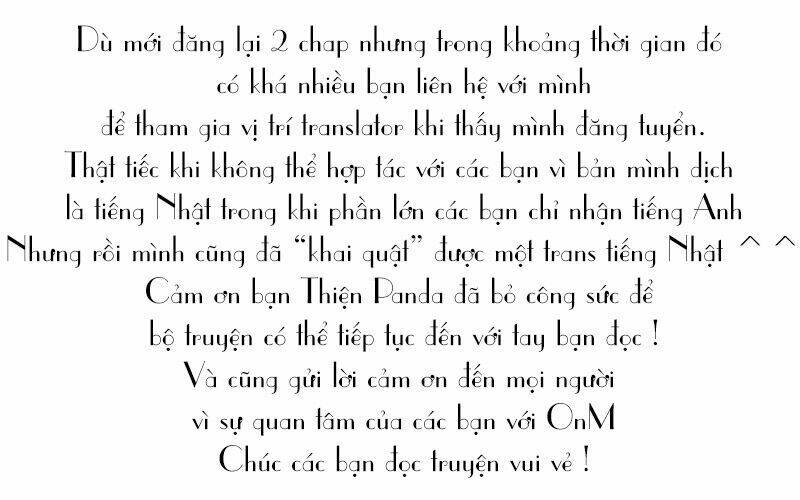 Dù mới đăng lại 2 chap nhưng trong khoảng thời gian đó
có khá nhiều bạn liên hệ với mình
để tham gia vị trí translator khi thấy mình đăng tuyển.
Thật tiếc khi không thể hợp tác với các bạn vì bản mình dịch
là tiếng Nhật trong khi phần lớn các bạn chỉ nhận tiếng Anh
Nhưng rồi mình cũng đã “khai quật” được một trans tiếng Nhật ^ ^
Cảm ơn bạn Thiện Panda đã bỏ công sức để
bộ truyện có thể tiếp tục đến với tay bạn đọc !
Và cũng gửi lời cảm ơn đến mọi người
vì sự quan tâm của các bạn với OnM
Chúc các bạn đọc truyện vui vẻ !